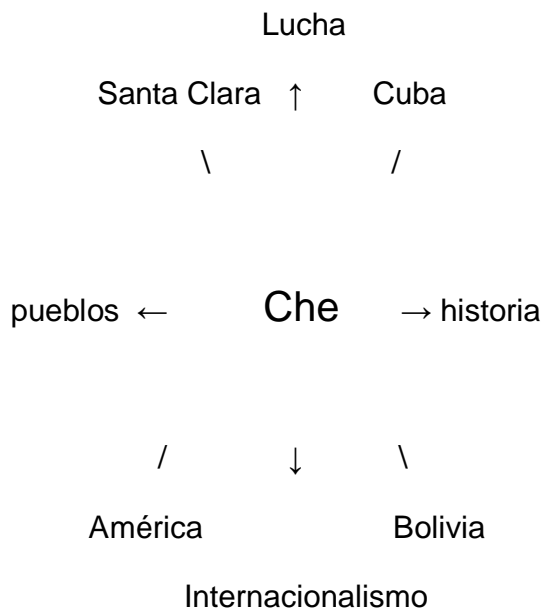 Lucha
Santa Clara ↑ Cuba
\ /
pueblos ← Che → historia
/ ↓ \
América Bolivia
Internacionalismo